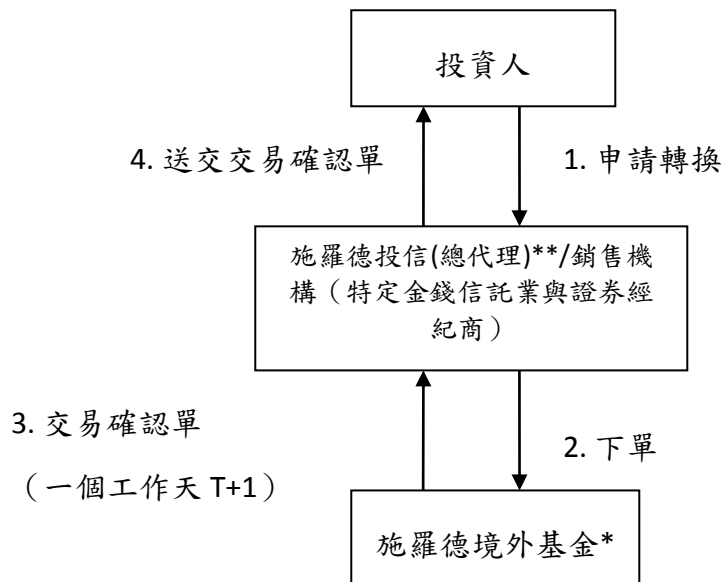 投資人
4. 送交交易確認單
1. 申請轉換
施羅德投信(總代理)**/銷售機
構（特定金錢信託業與證券經
紀商）
3. 交易確認單
（一個工作天 T+1）
2. 下單
施羅德境外基金*